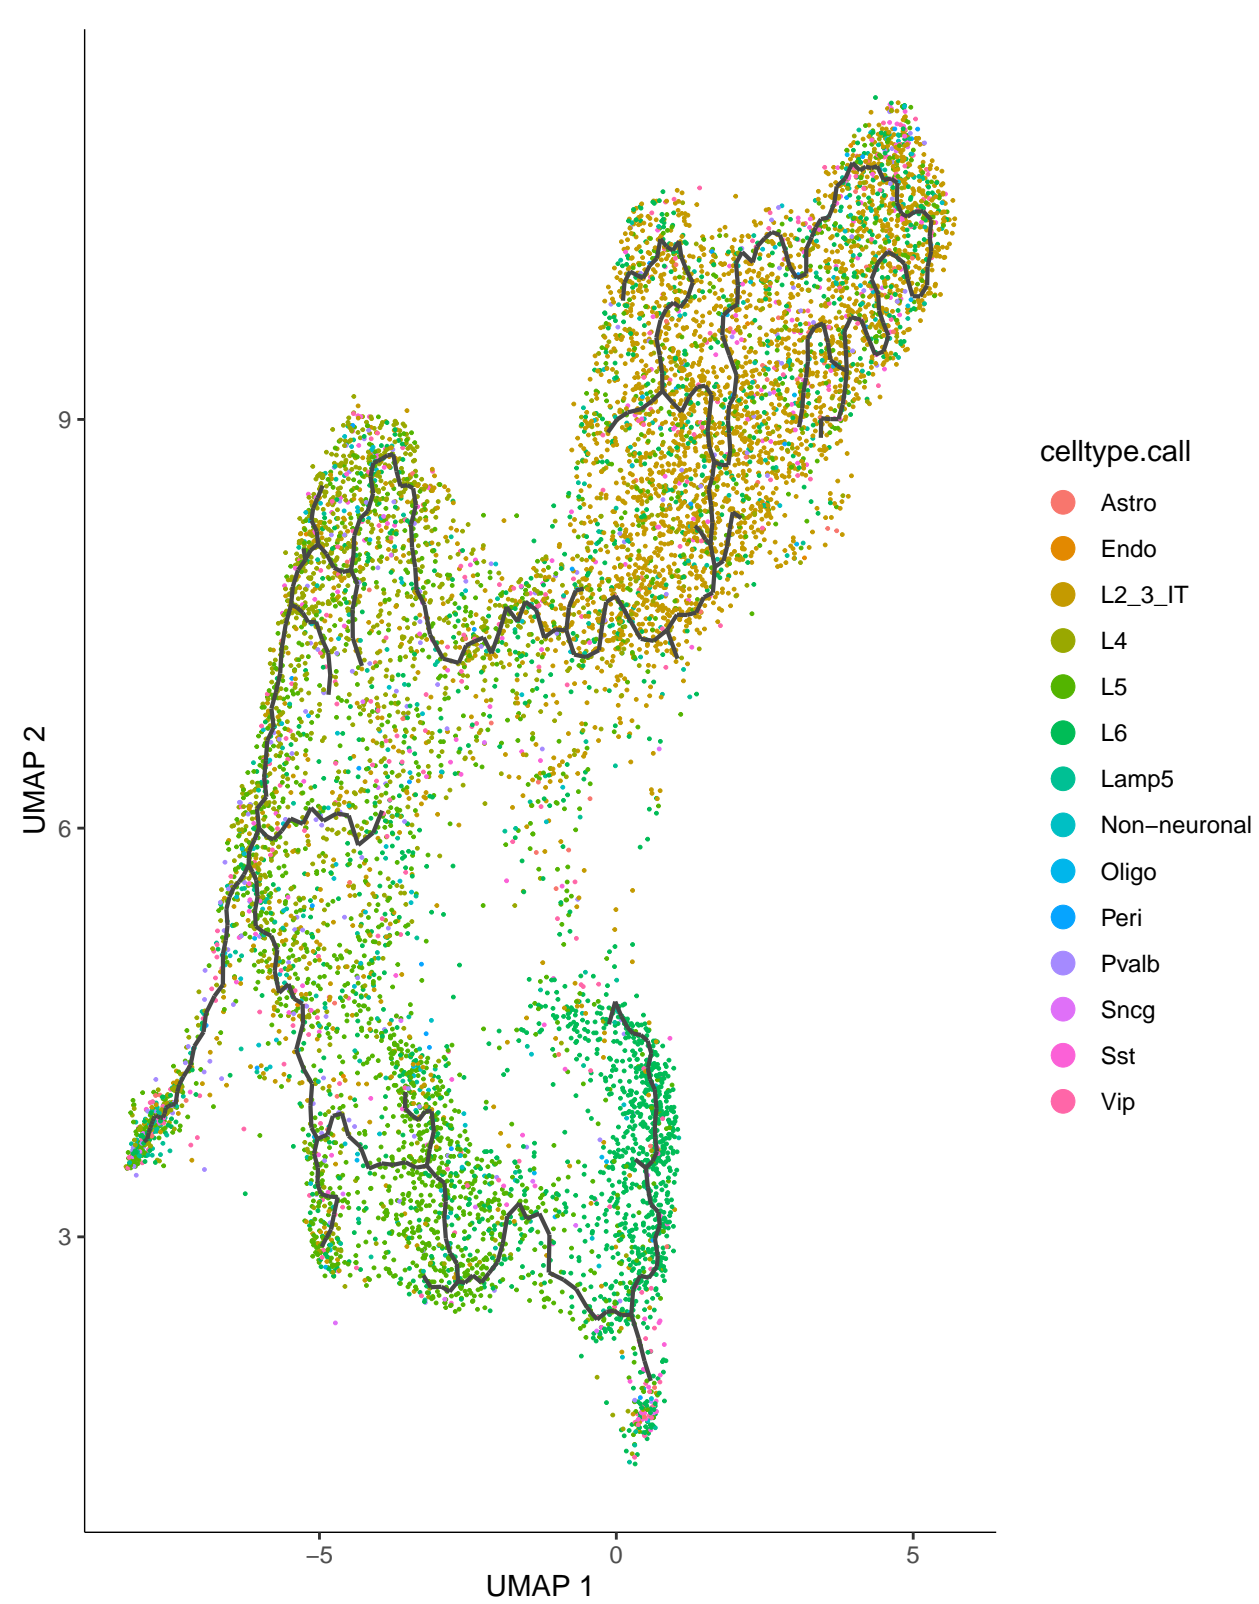 9
6
3
UMAP 2
−5
0
5
UMAP 1
celltype.call
Astro
Endo
L2_3_IT
L4
L5
L6
Lamp5
Non−neuronal
Oligo
Peri
Pvalb
Sncg
Sst
Vip